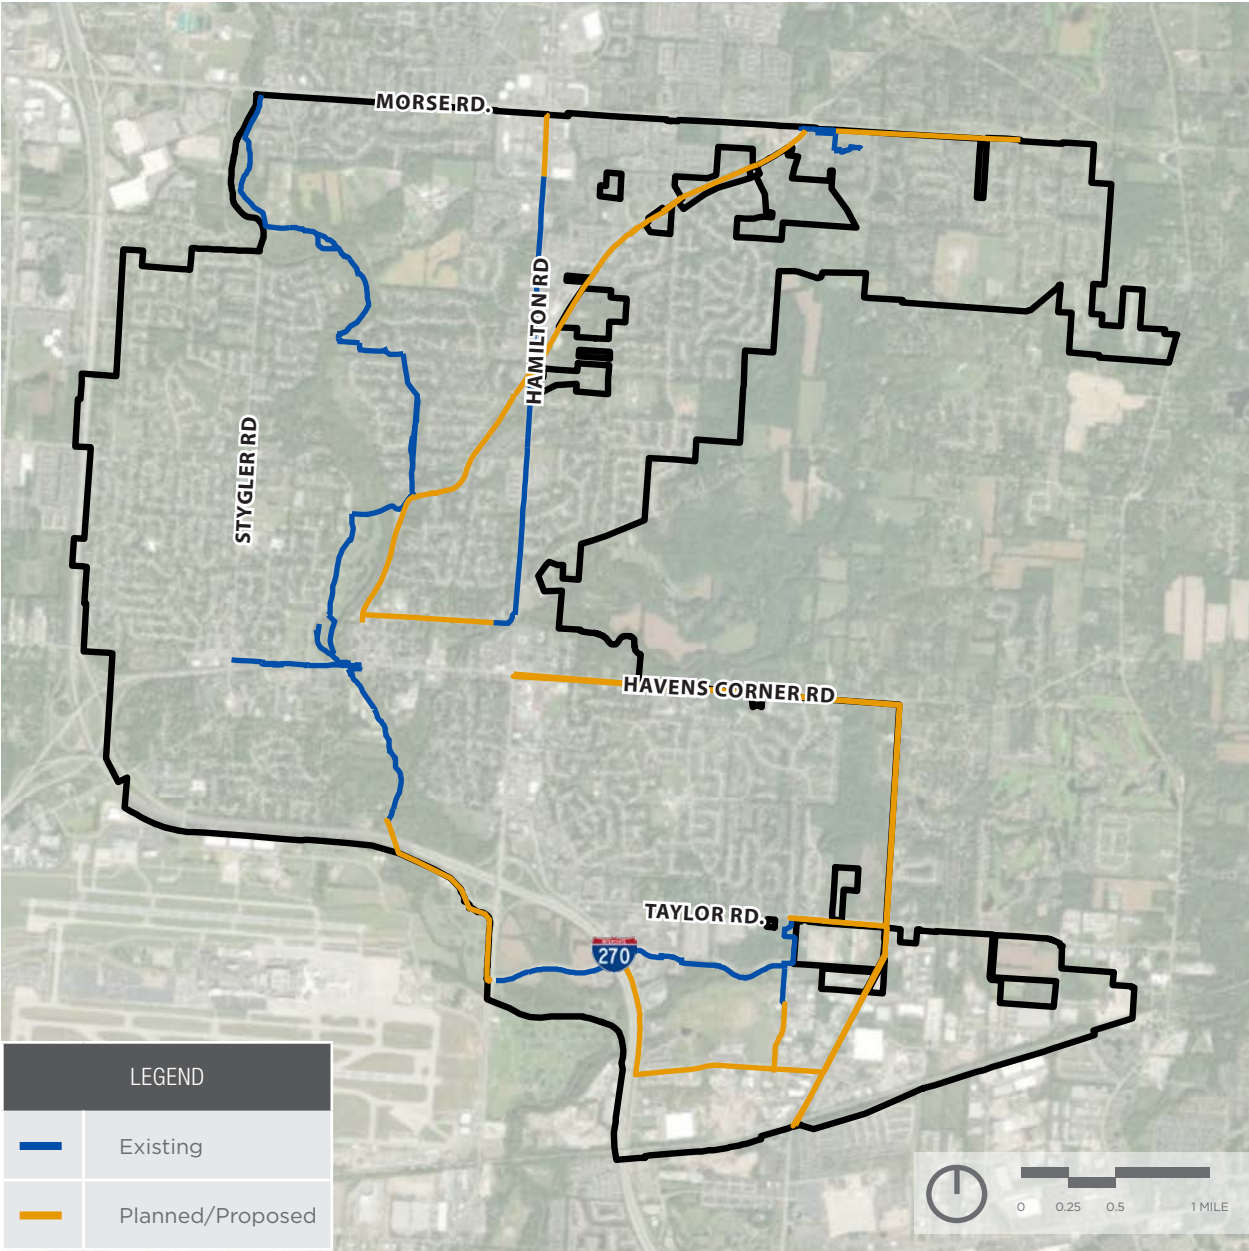 MORSE RD.
HAMILTON RD
STYGLER RD
HAVENS CORNER RD
TAYLOR RD.
INTERSTATE
270
LEGEND
Existing
Planned/Proposed
0 0.25 0.5 1 MILE